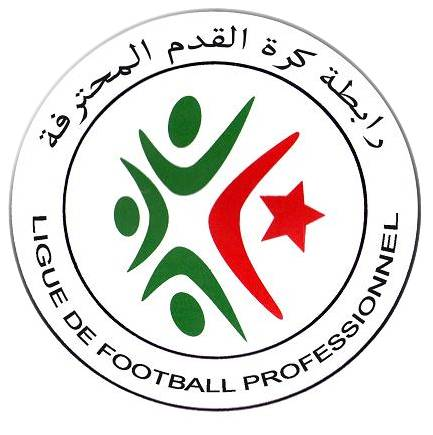 رابطة كرة القدم المحترفة
LIGUE DE FOOTBALL PROFESSIONNEL